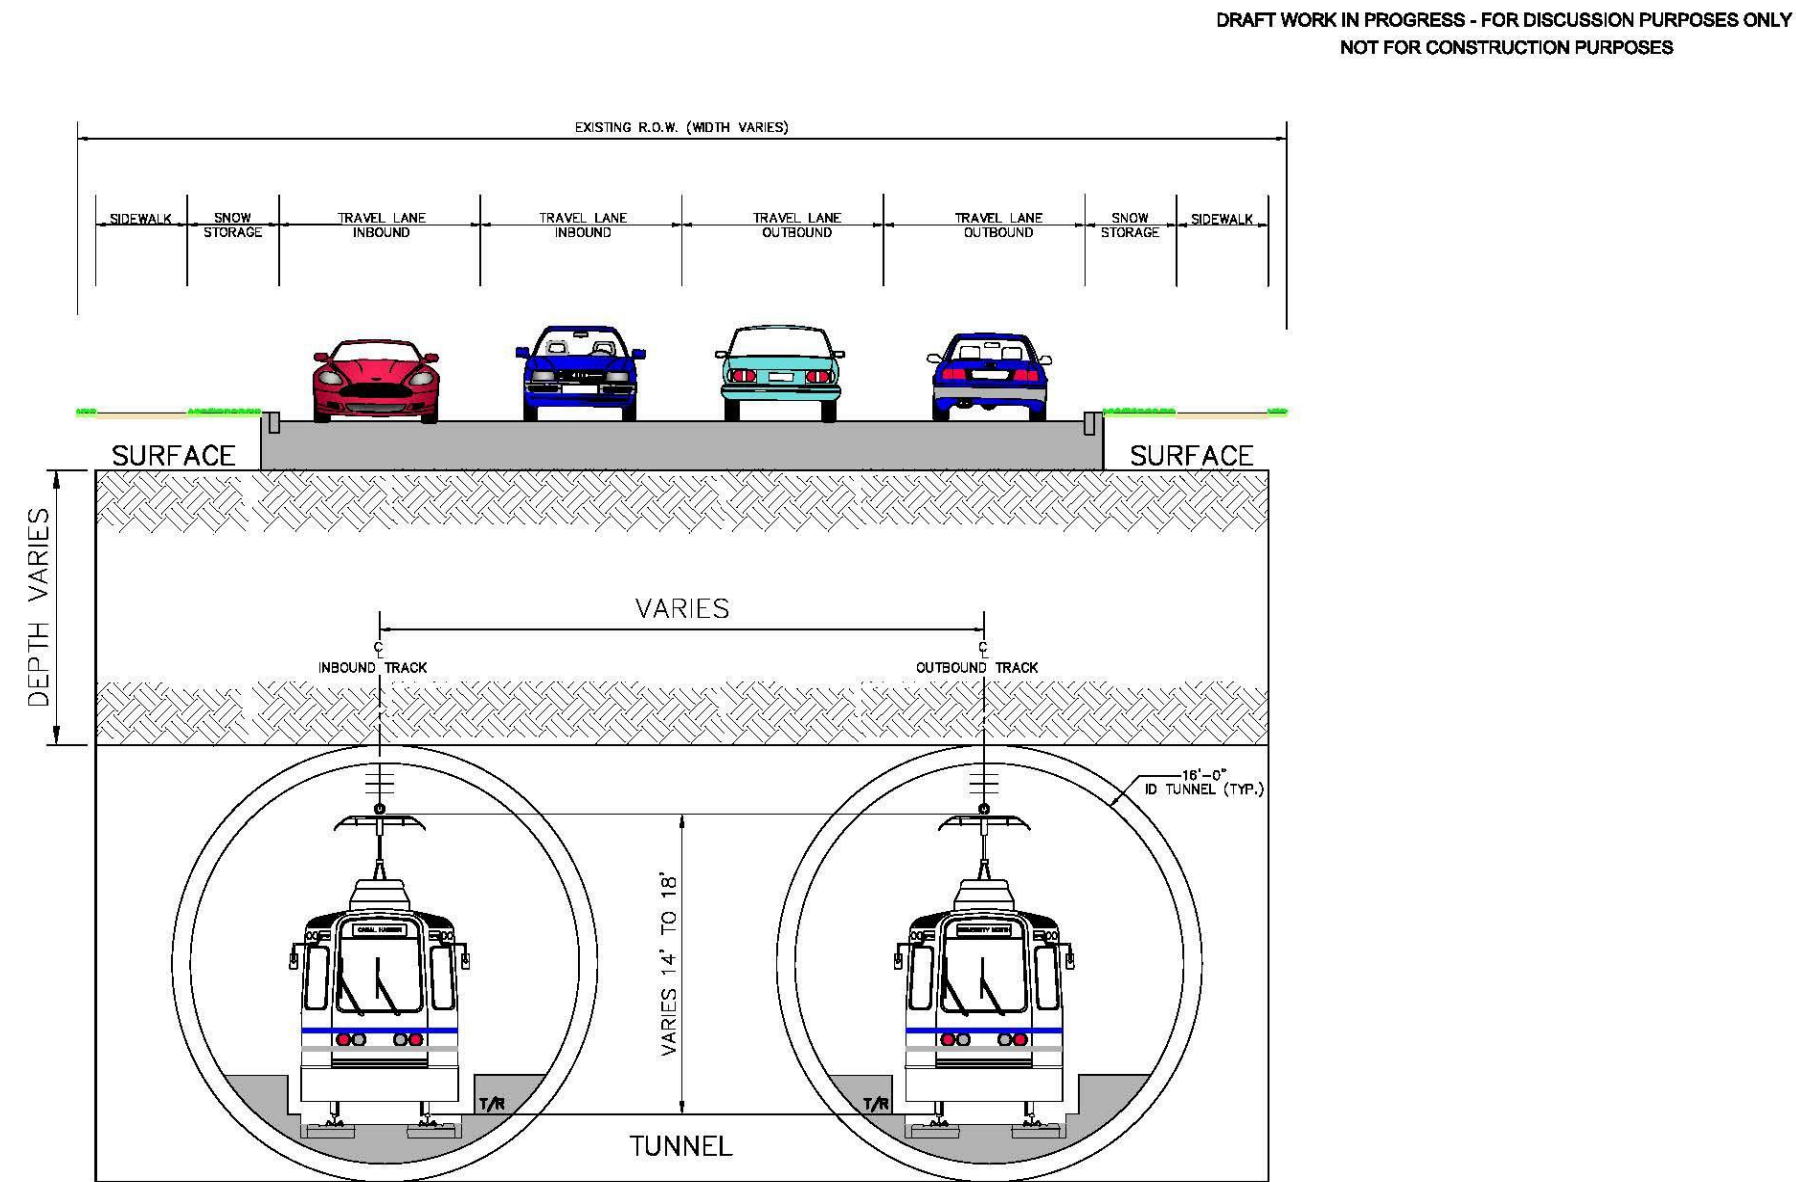 DRAFT WORK IN PROGRESS - FOR DISCUSSION PURPOSES ONLY
NOT FOR CONSTRUCTION PURPOSES
EXISTING R.O.W. (WIDTH VARIES)
SIDEWALK
SNOW
STORAGE
TRAVEL LANE
INBOUND
TRAVEL LANE
INBOUND
TRAVEL LANE
OUTBOUND
TRAVEL LANE
OUTBOUND
SNOW
STORAGE
SIDEWALK
SURFACE
SURFACE
DEPTH VARIES
VARIES
℄
INBOUND TRACK
℄
OUTBOUND TRACK
16'-0"
ID TUNNEL (TYP.)
VARIES 14' TO 18'
T/R
T/R
TUNNEL